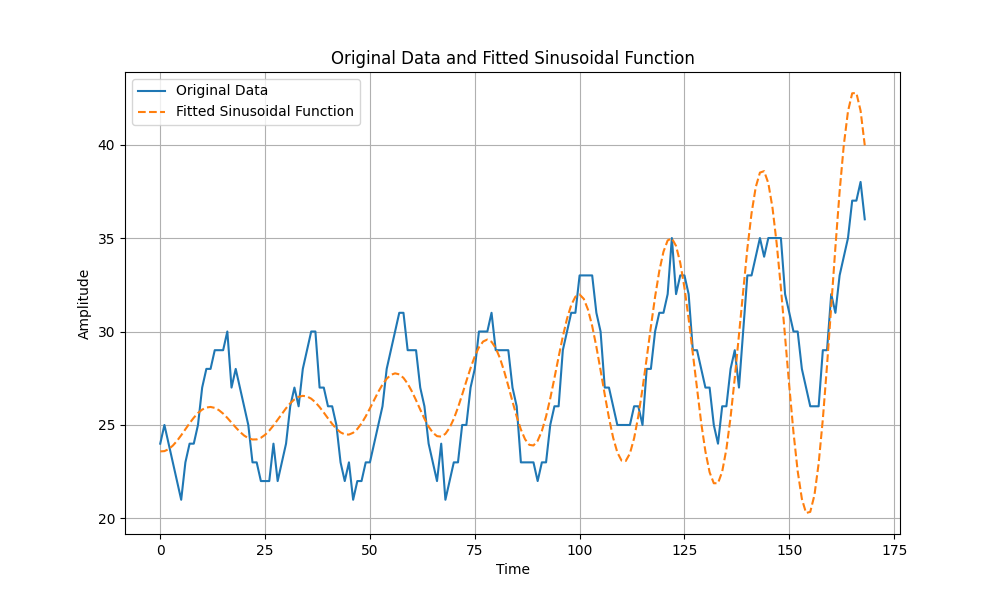 Original Data and Fitted Sinusoidal Function
Original Data
Fitted Sinusoidal Function
Amplitude
40
35
30
25
20
0 25 50 75 100 125 150 175
Time